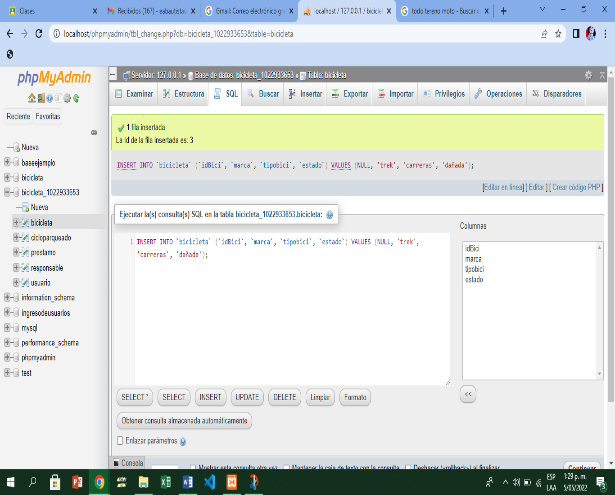 Clases
Recibidos (167) - eabautista
Gmail: Correo electrónico g
localhost / 127.0.0.1 / bicicle
todo terreno moto - Buscar
localhost/phpmyadmin/tbl_change.php?db=bicicleta_1022933653&table=bicicleta
phpMyAdmin
Reciente Favoritas
Nueva
baseejemplo
bicicleta
bicicleta_1022933653
Nueva
bicicleta
cicloparqueado
prestamo
responsable
usuario
information_schema
ingresodeusuarios
mysql
performance_schema
phpmyadmin
test
Servidor: 127.0.0.1 » Base de datos: bicicleta_1022933653 » Tabla: bicicleta
Examinar Estructura SQL Buscar Insertar Exportar Importar Privilegios Operaciones Disparadores
1 fila insertada
La Id de la fila insertada es: 3
INSERT INTO `bicicleta` (`idBici`, `marca`, `tipobici`, `estado`) VALUES (NULL, 'trek', 'carreras', 'dañada');
[Editar en línea] [ Editar ] [ Crear código PHP ]
Ejecutar la(s) consulta(s) SQL en la tabla bicicleta_1022933653.bicicleta:
Columnas
1 INSERT INTO `bicicleta` (`idBici`, `marca`, `tipobici`, `estado`) VALUES (NULL, 'trek',
'carreras', 'dañada');
idBici
marca
tipobici
estado
SELECT * SELECT INSERT UPDATE DELETE Limpiar Formato <<
Obtener consulta almacenada automáticamente
Enlazar parámetros
Consola
Mostrar esta consulta otra vez
Mantener la caja de texto con la consulta
Deshacer (rollback) al finalizar
Continuar
ESP
LAA
1:29 p. m.
5/05/2022